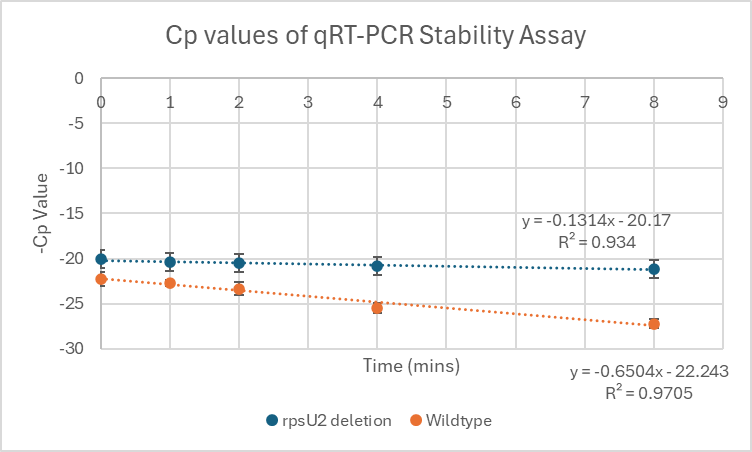 Cp values of qRT-PCR Stability Assay
0
0 1 2 3 4 5 6 7 8 9
-5
-10
-15
-20
-25
-30
-Cp Value
y = -0.1314x - 20.17
R² = 0.934
Time (mins)
y = -0.6504x - 22.243
R² = 0.9705
rpsU2 deletion Wildtype